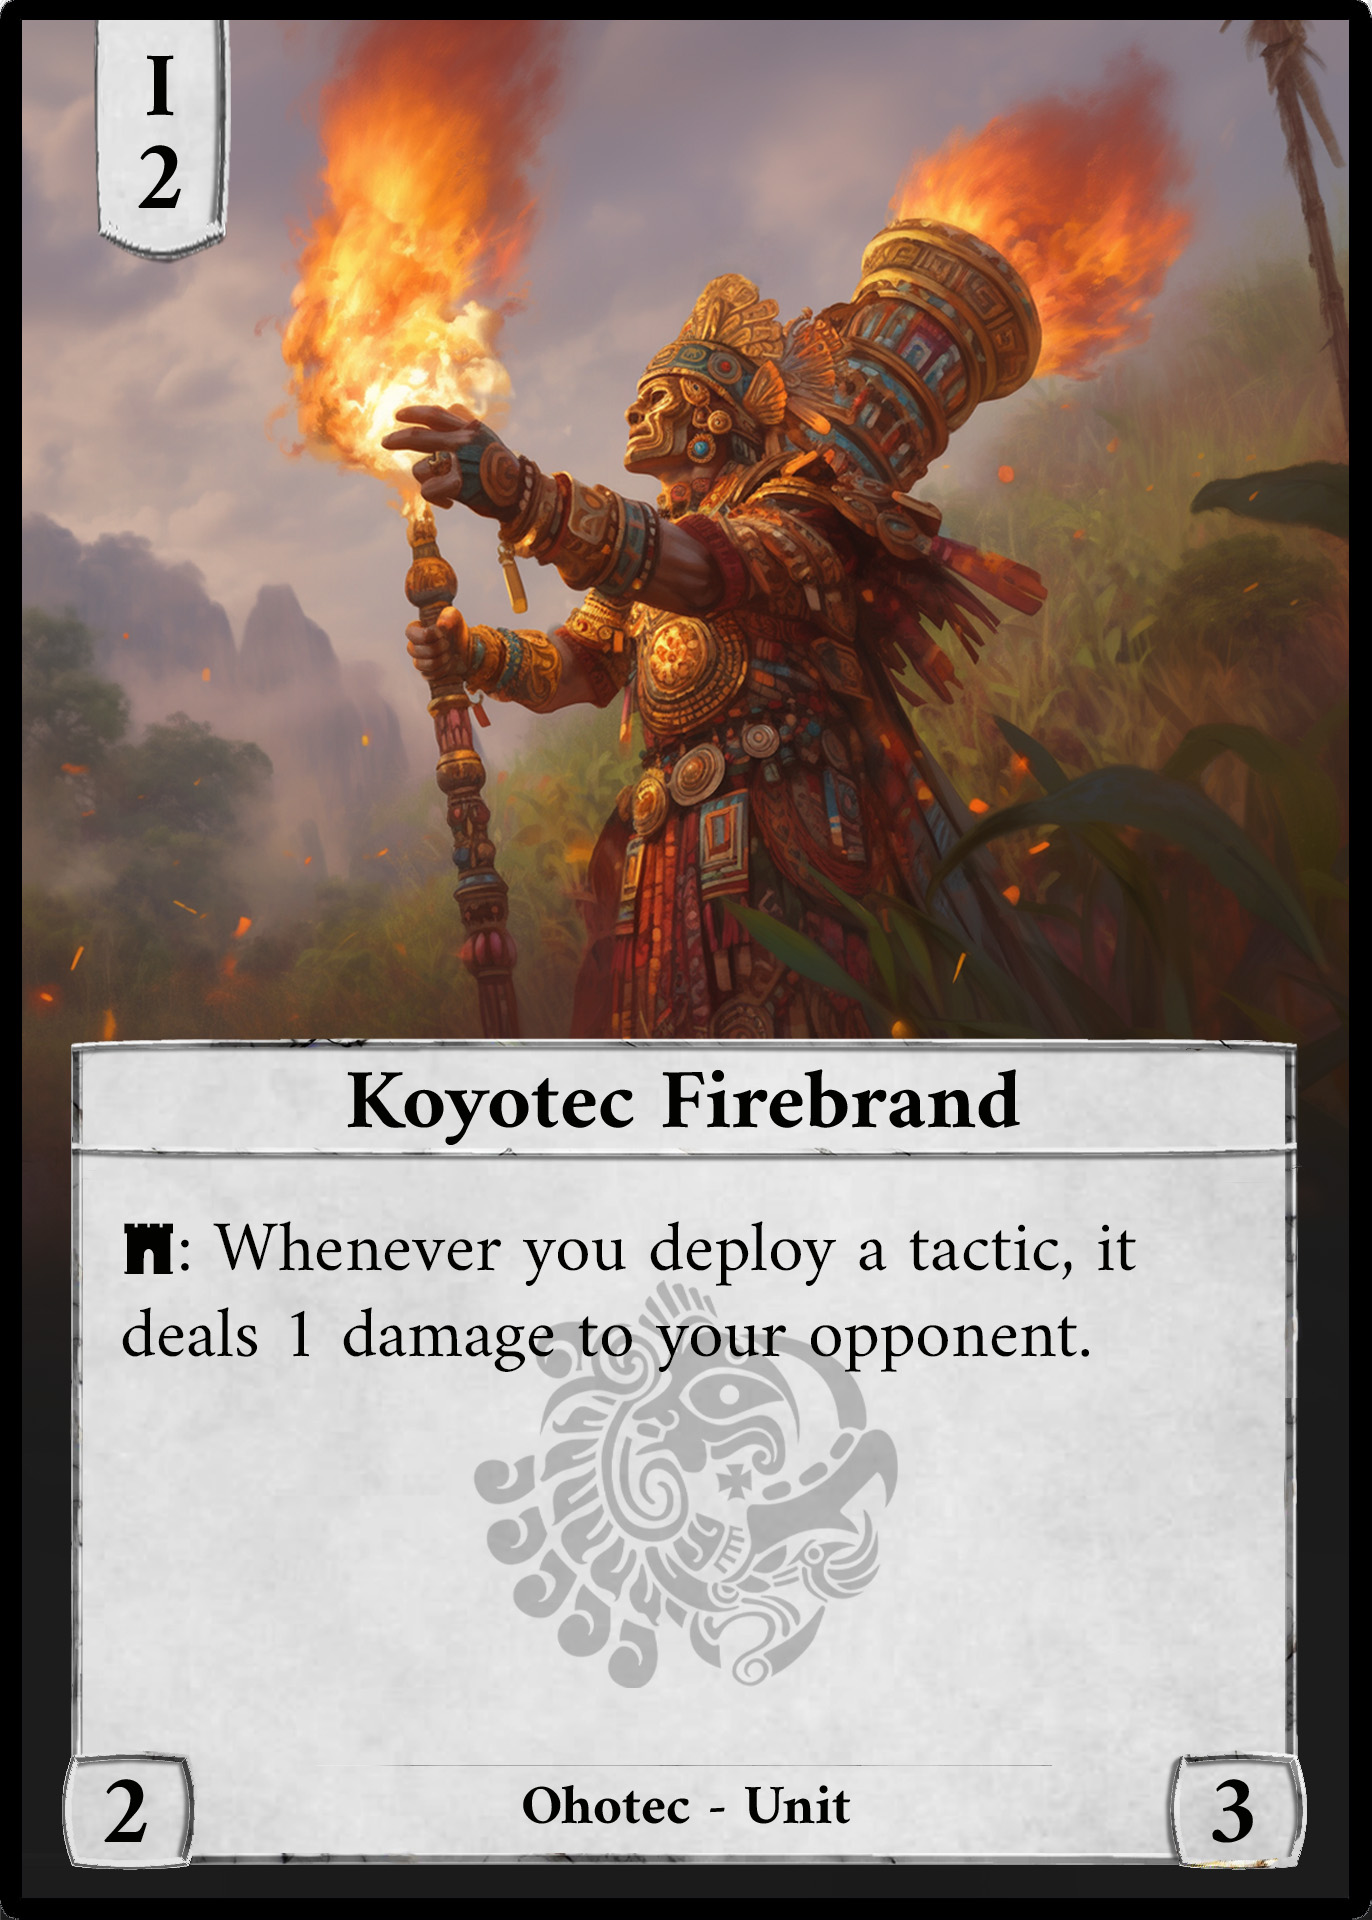 I
2
Koyotec Firebrand
: Whenever you deploy a tactic, it
deals 1 damage to your opponent.
2
Ohotec - Unit
3